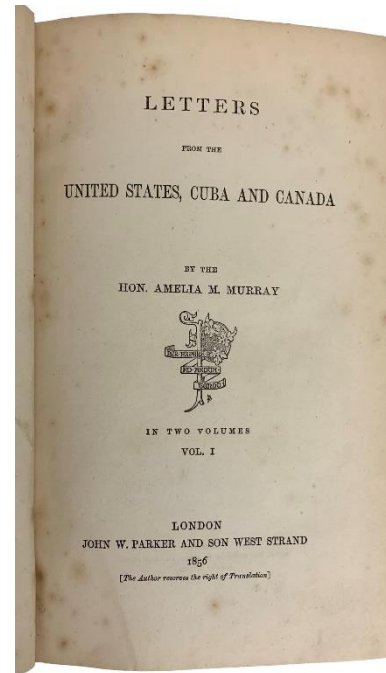 LETTERS
FROM THE
UNITED STATES, CUBA AND CANADA
BY THE
HON. AMELIA M. MURRAY
IN TWO VOLUMES
VOL. I
LONDON
JOHN W. PARKER AND SON WEST STRAND
1856
[The Author reserves the right of Translation]